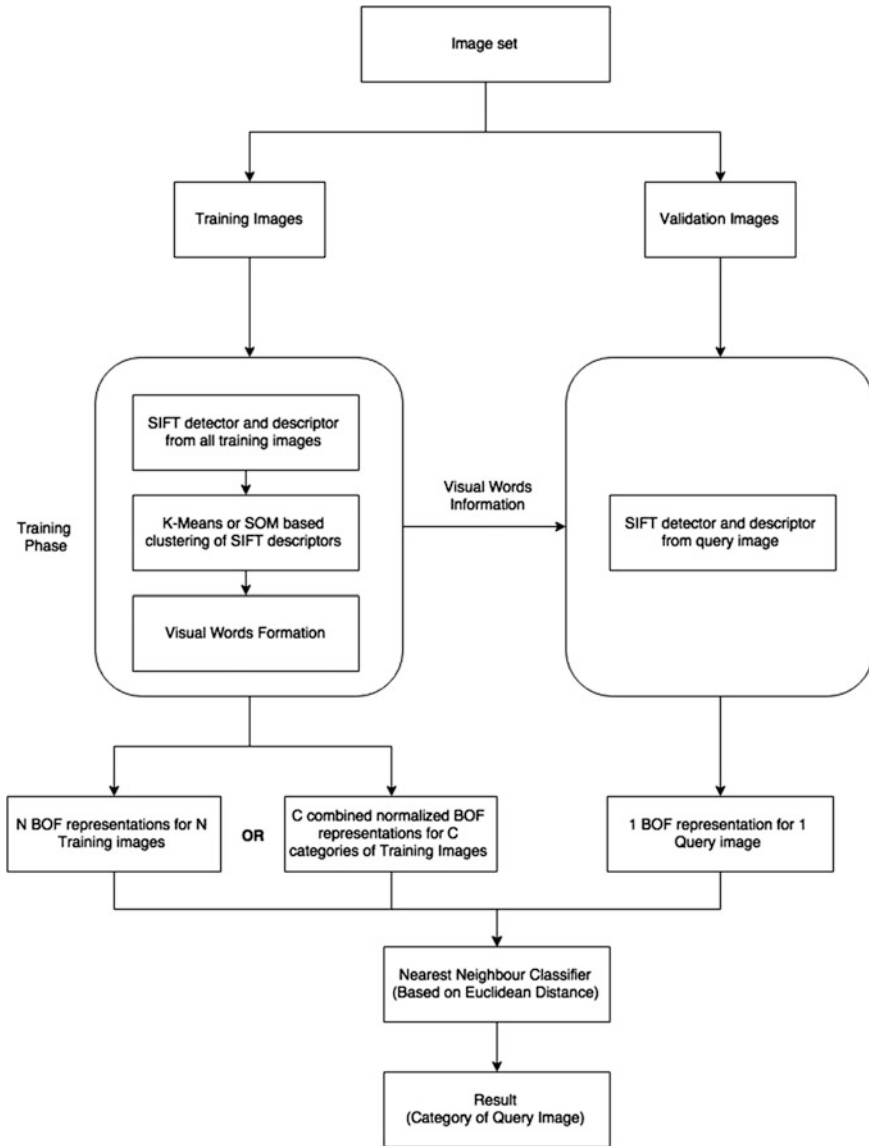 Image set
Training Images
Validation Images
SIFT detector and descriptor
from all training images
K-Means or SOM based
clustering of SIFT descriptors
Visual Words Formation
Training
Phase
Visual Words
Information
SIFT detector and descriptor
from query image
N BOF representations for N
Training images
OR
C combined normalized BOF
representations for C
categories of Training Images
1 BOF representation for 1
Query image
Nearest Neighbour Classifier
(Based on Euclidean Distance)
Result
(Category of Query Image)